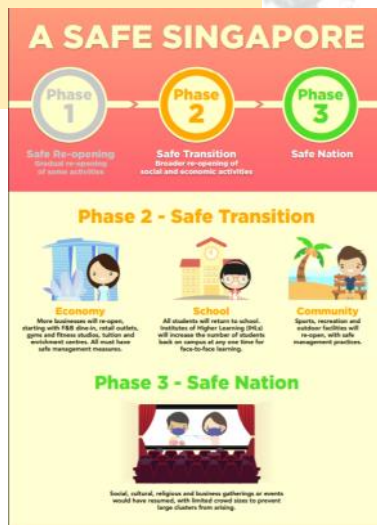 A SAFE SINGAPORE
Phase
1
Phase
2
Phase
3
Safe Re-opening
Gradual re-opening
of some activities
Safe Transition
Broader re-opening of
social and economic activities
Safe Nation
Phase 2 - Safe Transition
Economy
More businesses will re-open,
starting with F&B dine-in, retail outlets,
gyms and fitness studios, tuition and
enrichment centres. All must have
safe management measures.
School
All students will return to school.
Institutes of Higher Learning (IHLs)
will increase the number of students
back on campus at any one time for
face-to-face learning.
Community
Sports, recreation and
outdoor facilities will
re-open, with safe
management practices.
Phase 3 - Safe Nation
Social, cultural, religious and business gatherings or events
would have resumed, with limited crowd sizes to prevent
large clusters from arising.